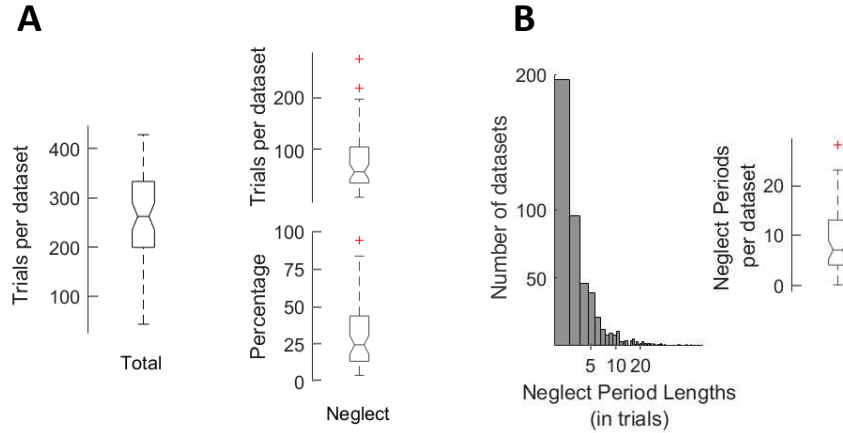 A
Trials per dataset
400
300
200
100
Total
Trials per dataset
200
100
Percentage
100
75
50
25
0
Neglect
B
Number of datasets
200
100
50
5 10 20
Neglect Period Lengths
(in trials)
Neglect Periods
per dataset
20
10
0